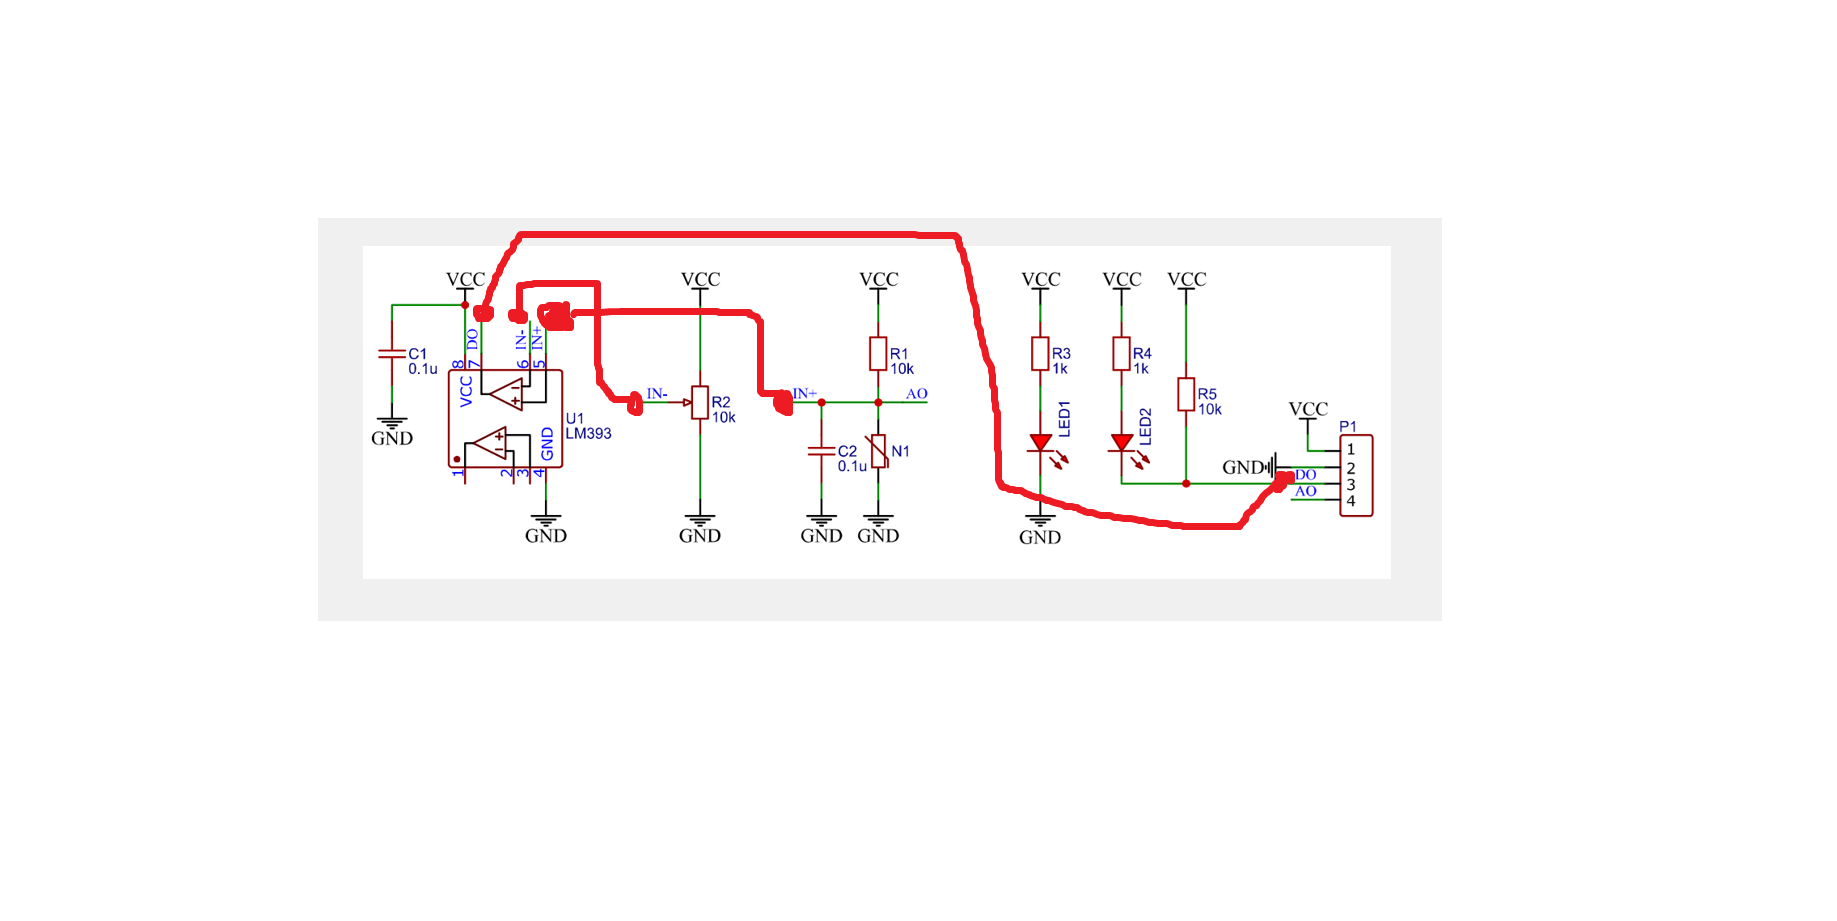 VCC
VCC
VCC
VCC
VCC
VCC
DO
IN-
IN+
C1
0.1u
8
7
6
5
VCC
U1
LM393
GND
1
2
3
4
GND
GND
IN-
R2
10k
GND
R1
10k
IN+
AO
C2
0.1u
N1
GND
GND
R3
1k
LED1
GND
R4
1k
LED2
R5
10k
VCC
P1
GND
DO
AO
1
2
3
4